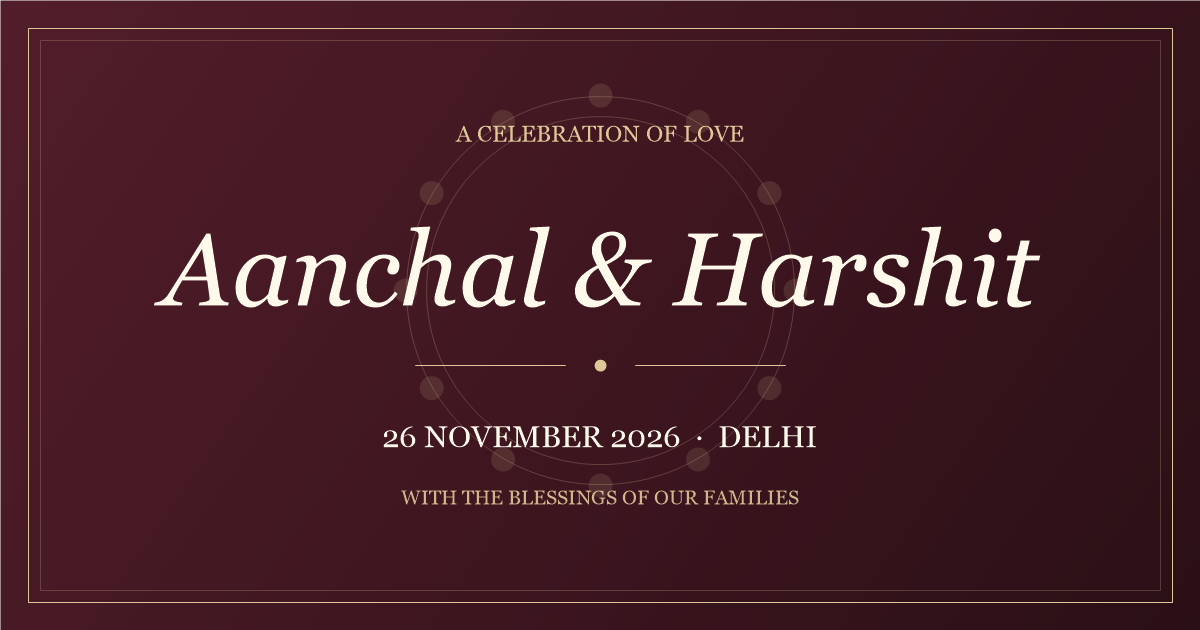 A CELEBRATION OF LOVE
Aanchal & Harshit
26 NOVEMBER 2026 · DELHI
WITH THE BLESSINGS OF OUR FAMILIES